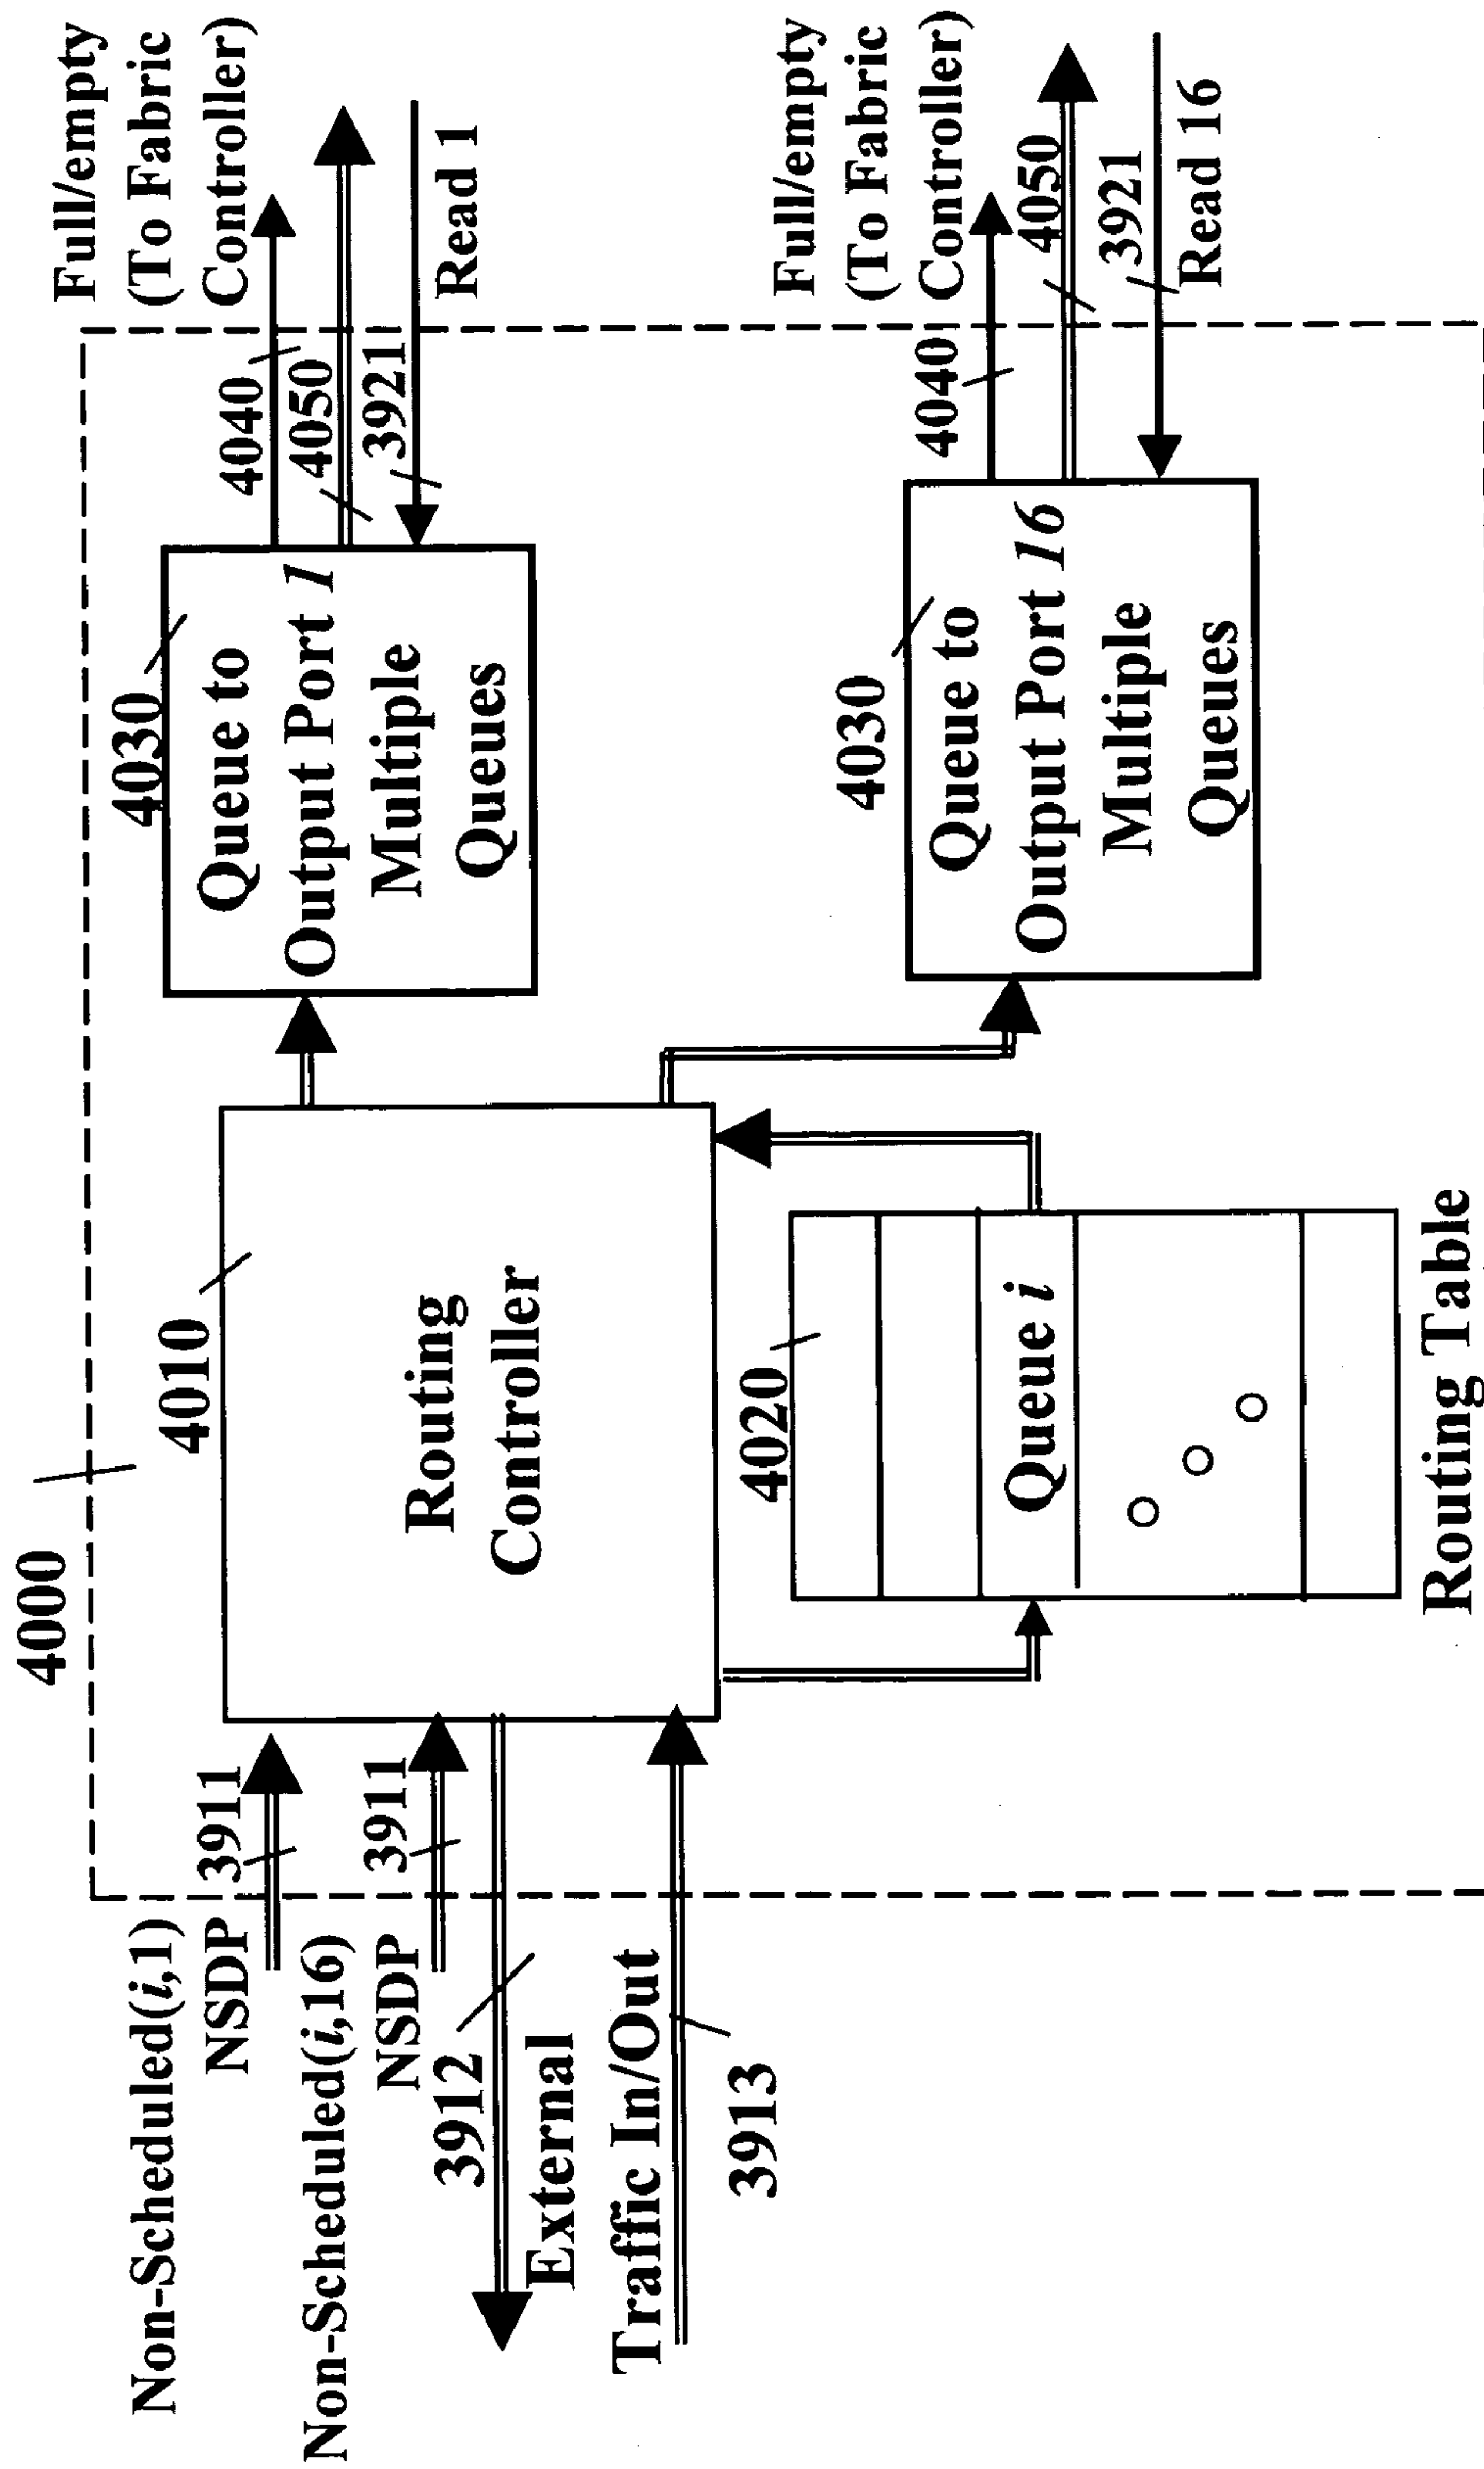 4000
Non-Scheduled(i,1)
NSDP
3911
Non-Scheduled(i,16)
NSDP
3911
3912
External
Traffic In/Out
3913
4010
Routing
Controller
4020
Queue i
Routing Table
4030
Queue to
Output Port 1
Multiple
Queues
4040
4050
3921
Full/empty
(To Fabric
Controller)
Read 1
4030
Queue to
Output Port 16
Multiple
Queues
4040
4050
3921
Full/empty
(To Fabric
Controller)
Read 16